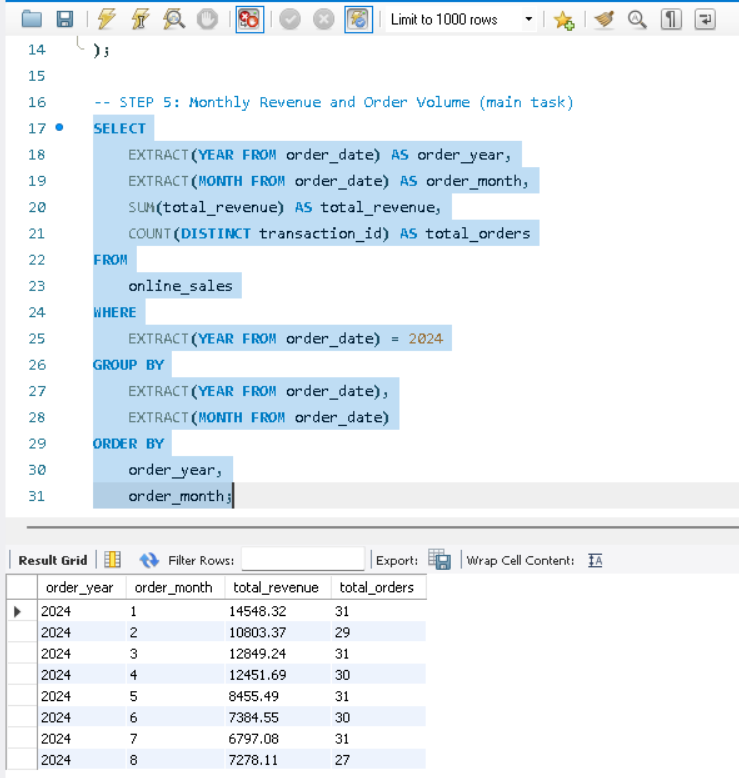 Limit to 1000 rows
14 );
15
16 -- STEP 5: Monthly Revenue and Order Volume (main task)
17 SELECT
18 EXTRACT(YEAR FROM order_date) AS order_year,
19 EXTRACT(MONTH FROM order_date) AS order_month,
20 SUM(total_revenue) AS total_revenue,
21 COUNT(DISTINCT transaction_id) AS total_orders
22 FROM
23 online_sales
24 WHERE
25 EXTRACT(YEAR FROM order_date) = 2024
26 GROUP BY
27 EXTRACT(YEAR FROM order_date),
28 EXTRACT(MONTH FROM order_date)
29 ORDER BY
30 order_year,
31 order_month;
Result Grid Filter Rows: Export: Wrap Cell Content:
order_year order_month total_revenue total_orders
2024 1 14548.32 31
2024 2 10803.37 29
2024 3 12849.24 31
2024 4 12451.69 30
2024 5 8455.49 31
2024 6 7384.55 30
2024 7 6797.08 31
2024 8 7278.11 27